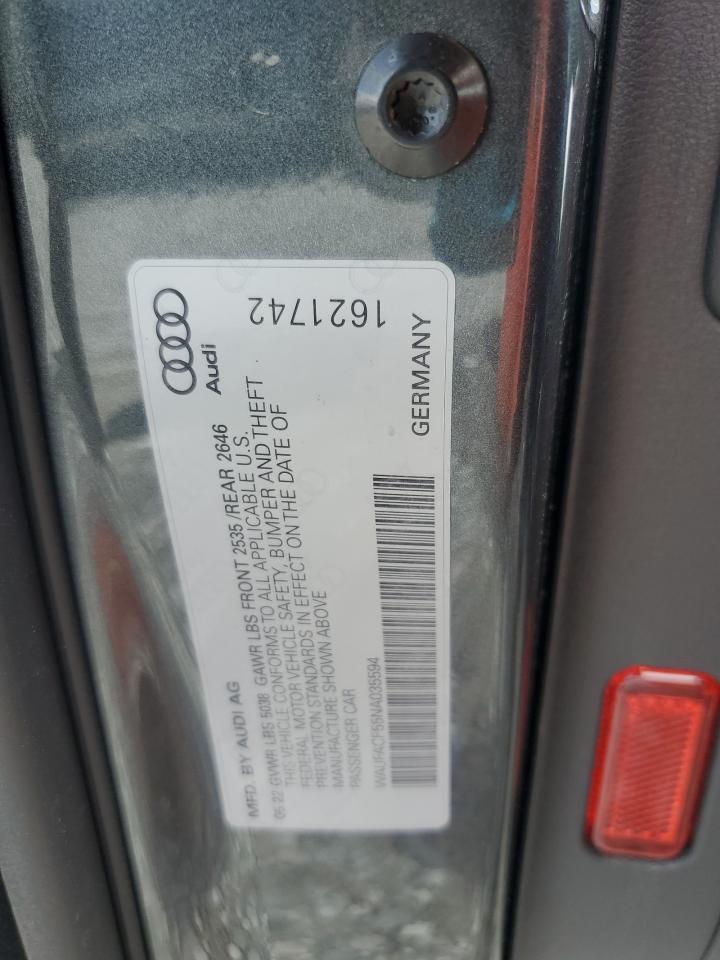 Audi
1621742
MFD. BY AUDI AG
05 22 GVWR LBS 5038 GAWR LBS FRONT 2535 /REAR 2646
THIS VEHICLE CONFORMS TO ALL APPLICABLE U.S.
FEDERAL MOTOR VEHICLE SAFETY, BUMPER AND THEFT
PREVENTION STANDARDS IN EFFECT ON THE DATE OF
MANUFACTURE SHOWN ABOVE
PASSENGER CAR
WAUFACF55NA035594
GERMANY